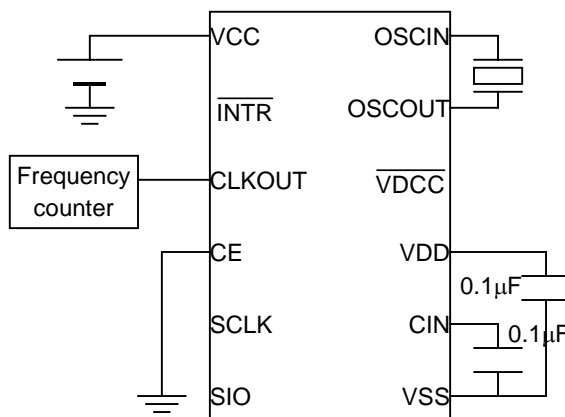 VCC
OSCIN
INTR
OSCOUT
Frequency
counter
CLKOUT
VDCC
CE
VDD
0.1µF
SCLK
CIN
0.1µF
SIO
VSS